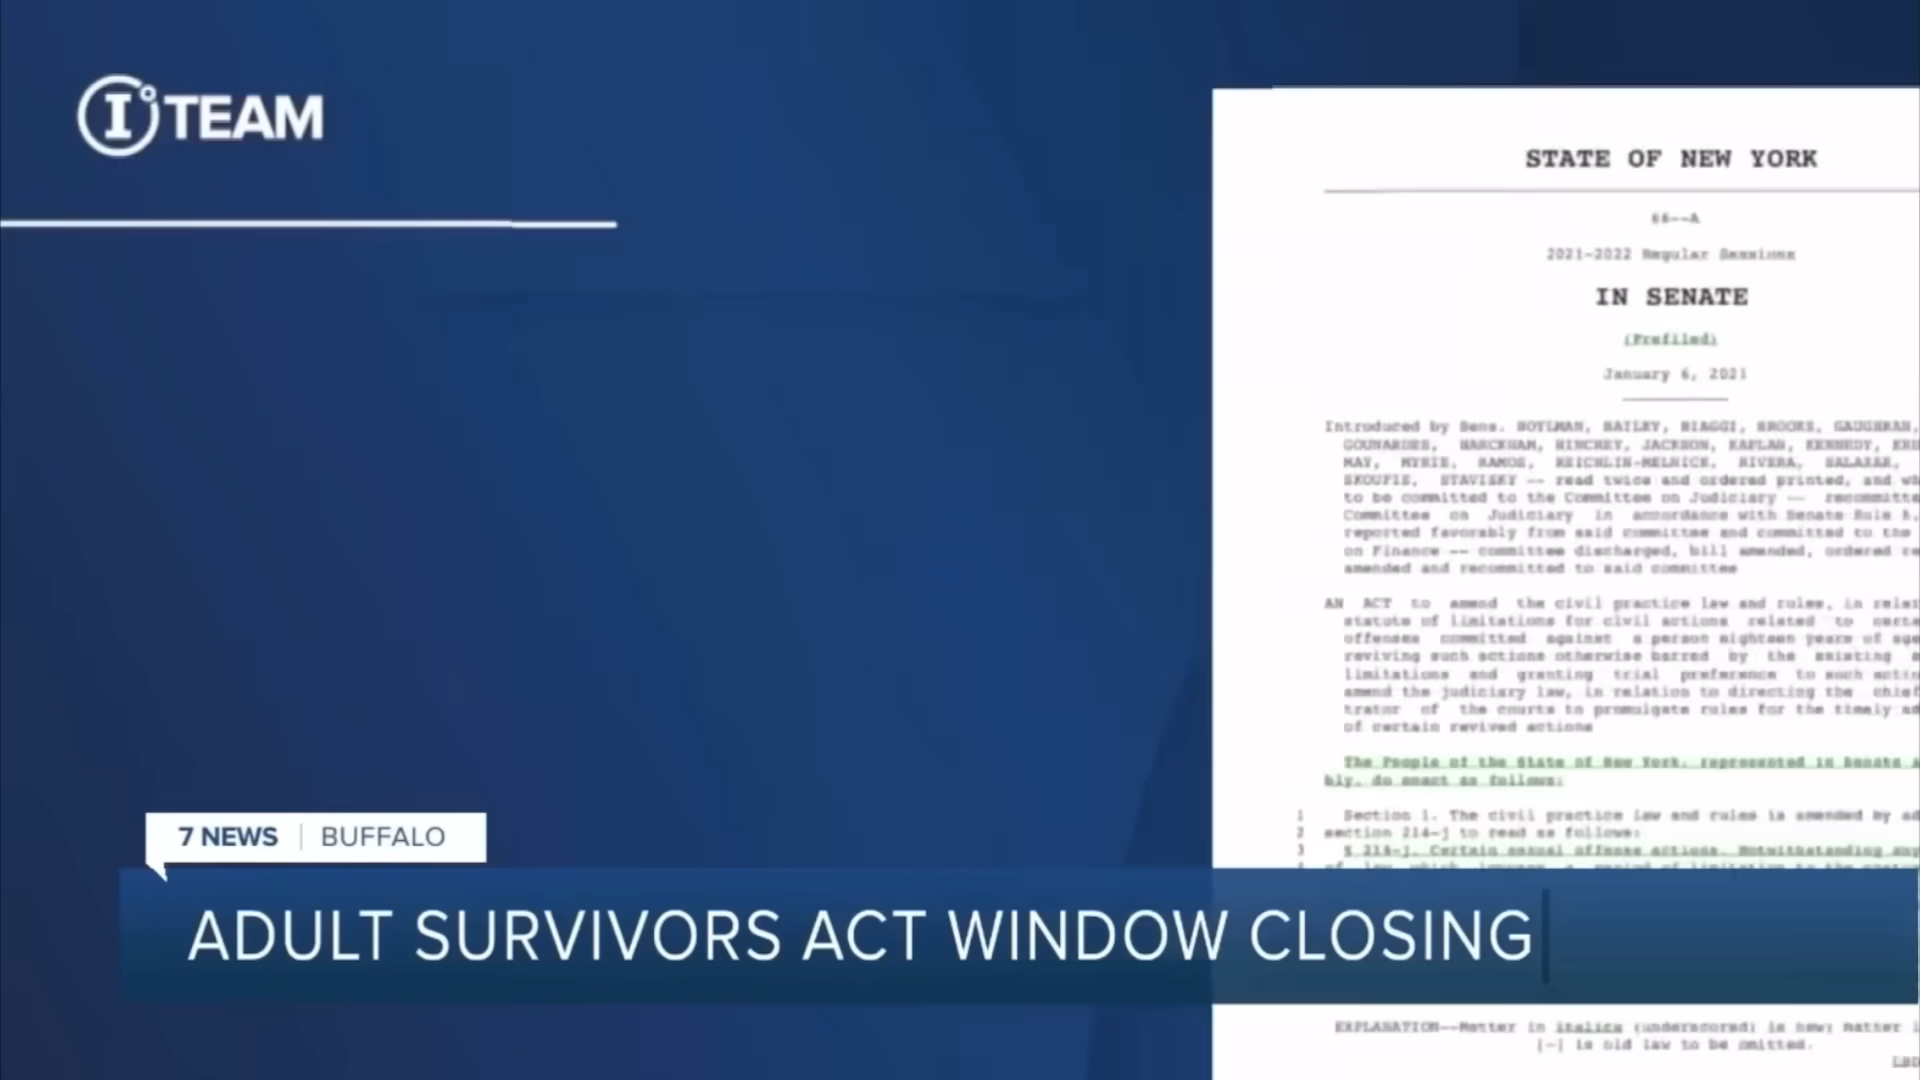 I TEAM
STATE OF NEW YORK
66--A
2021-2022 Regular Sessions
IN SENATE
(Prefiled)
January 6, 2021
Introduced by Sens. HOYLMAN, BAILEY, BIAGGI, BROOKS, GAUGHRAN,
GOUNARDES, HARCKHAM, HINCHEY, JACKSON, KAPLAN, KENNEDY,
MAY, MYRIE, RAMOS, REICHLIN-MELNICK, RIVERA, SALAZAR,
SKOUFIS, STAVISKY -- read twice and ordered printed, and
to be committed to the Committee on Judiciary --
Committee on Judiciary in accordance with Senate Rule
reported favorably from said committee and committed to the
on Finance -- committee discharged, bill amended, ordered
amended and recommitted to said committee
AN ACT to amend the civil practice law and rules, in
statute of limitations for civil actions related to
offenses committed against a person eighteen years of
reviving such actions otherwise barred by the existing
limitations and granting trial preference to such
amend the judiciary law, in relation to directing the chief
trator of the courts to promulgate rules for the timely
of certain revived actions
The People of the State of New York, represented in Senate
bly, do enact as follows:
1 Section 1. The civil practice law and rules is amended by
2 section 214-j to read as follows:
3 § 214-j. Certain sexual offense actions. Notwithstanding any
7 NEWS | BUFFALO
ADULT SURVIVORS ACT WINDOW CLOSING
EXPLANATION--Matter in italics (underscored) is new; matter
[-] is old law to be omitted.